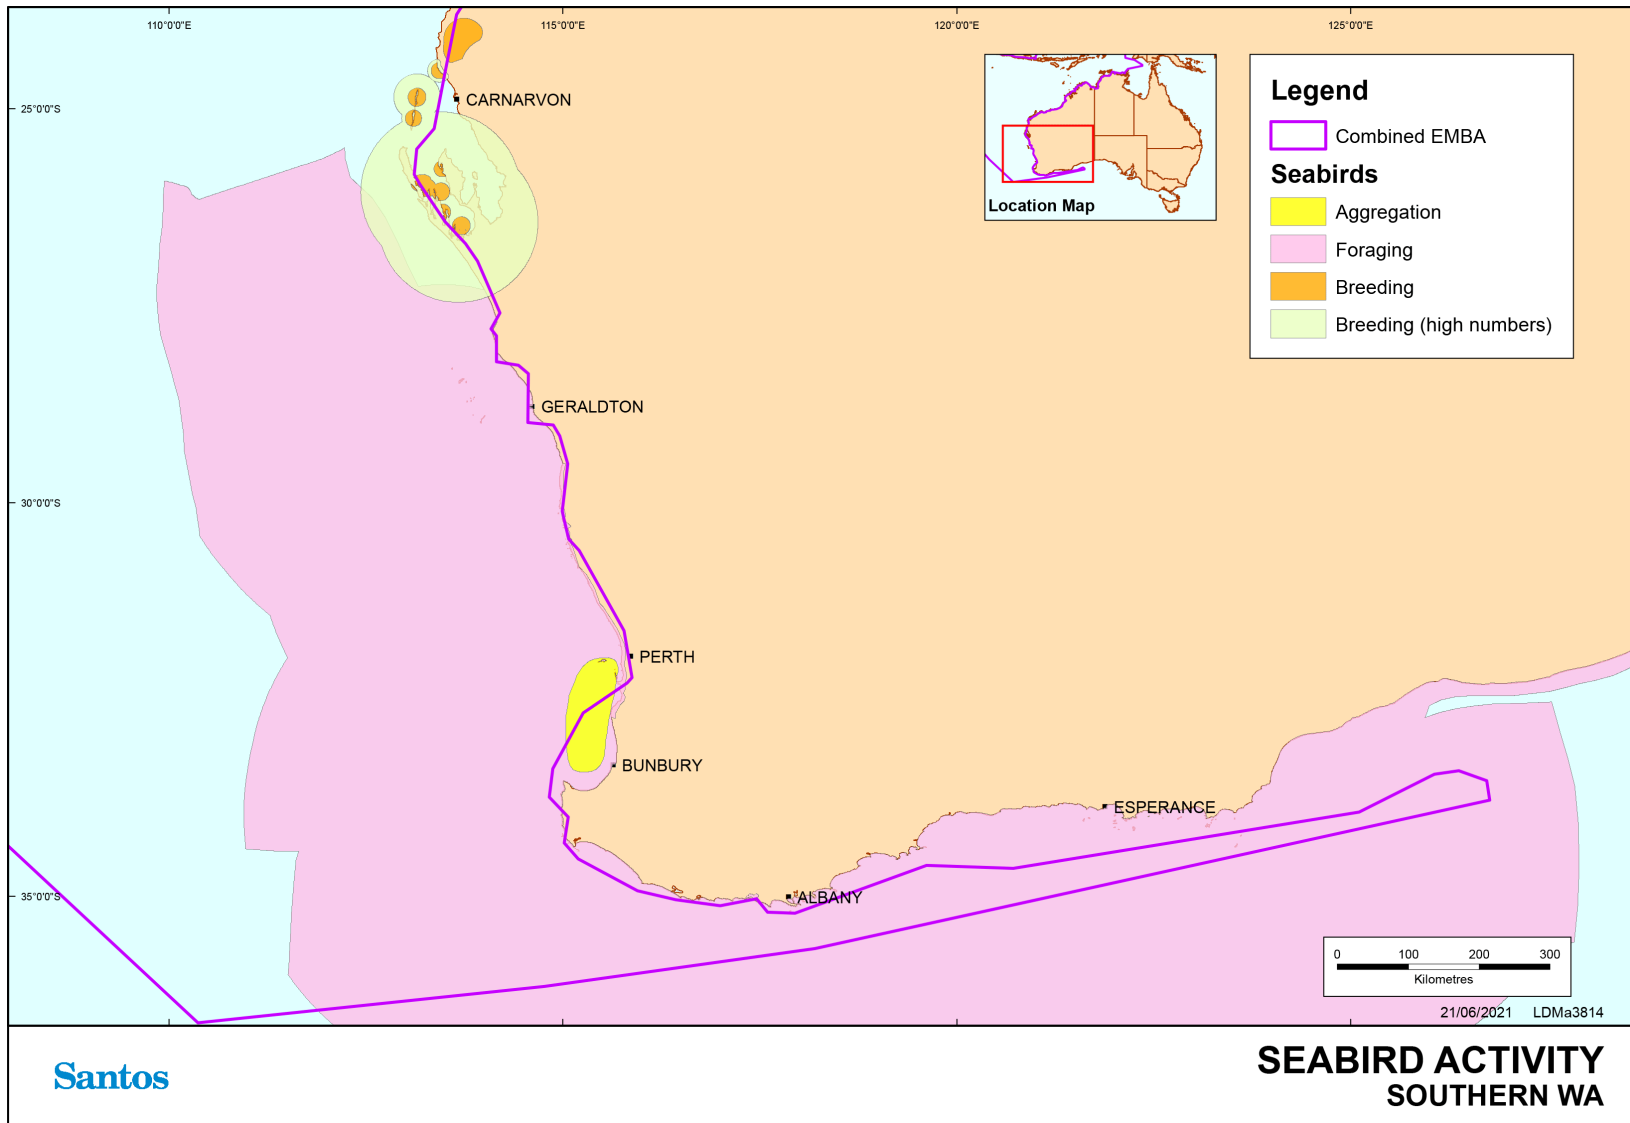 110°0'0"E
115°0'0"E
120°0'0"E
125°0'0"E
25°0'0"S
30°0'0"S
35°0'0"S
CARNARVON
GERALDTON
PERTH
BUNBURY
ALBANY
ESPERANCE
Location Map
Legend
Combined EMBA
Seabirds
Aggregation
Foraging
Breeding
Breeding (high numbers)
0 100 200 300
Kilometres
21/06/2021 LDMa3814
Santos
SEABIRD ACTIVITY
SOUTHERN WA